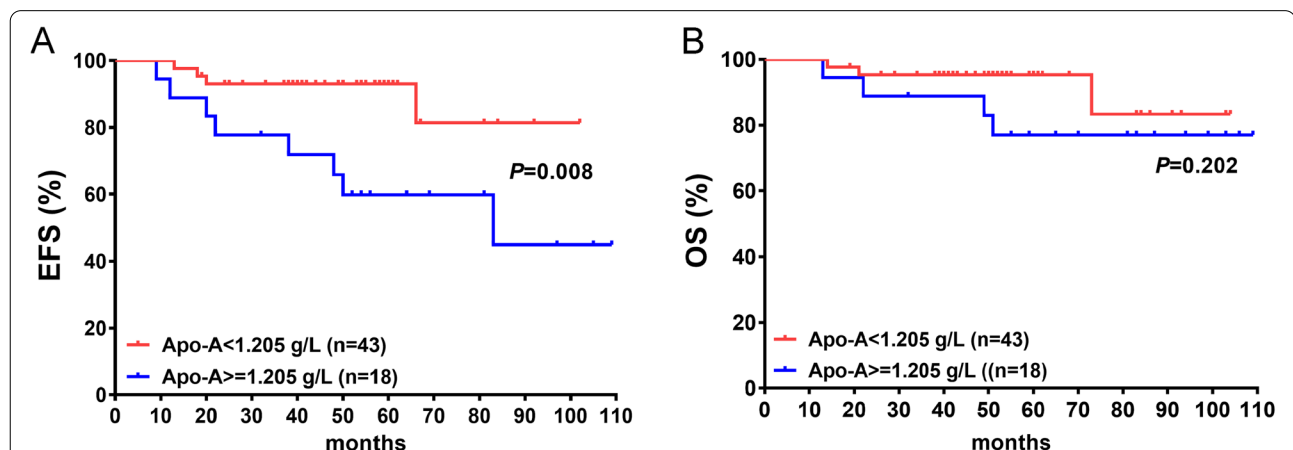 A
EFS (%)
100
80
60
40
20
0
P=0.008
Apo-A<1.205 g/L (n=43)
Apo-A>=1.205 g/L (n=18)
0 10 20 30 40 50 60 70 80 90 100 110
months
B
OS (%)
100
80
60
40
20
0
P=0.202
Apo-A<1.205 g/L (n=43)
Apo-A>=1.205 g/L ((n=18)
0 10 20 30 40 50 60 70 80 90 100 110
months